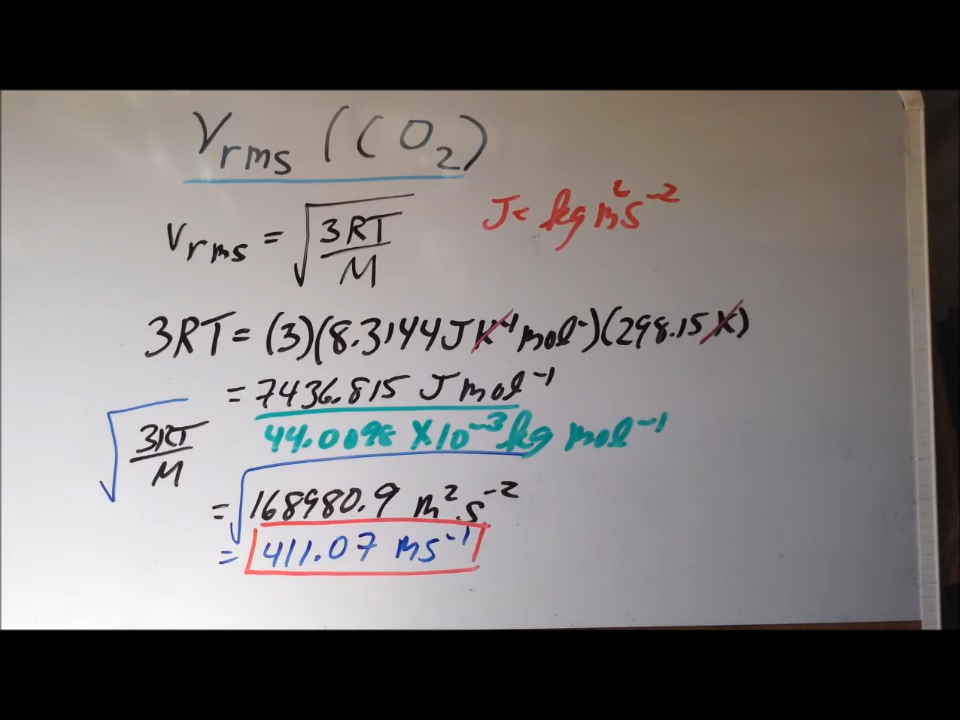 Vrms (CO₂)
Vrms = √(3RT/M)
J = kg m² s⁻²
3RT = (3)(8.3144 J K⁻¹ mol⁻¹)(298.15 K)
= 7436.815 J mol⁻¹
44.0098 × 10⁻³ kg mol⁻¹
√(3RT/M)
= √168980.9 m².s⁻²
= 411.07 ms⁻¹